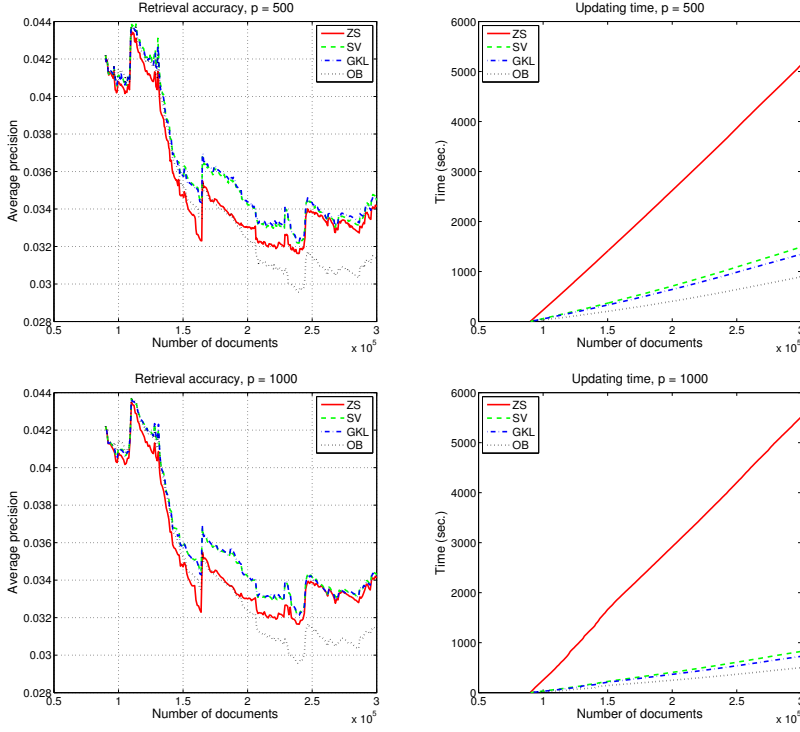 Retrieval accuracy, p = 500
0.044
0.042
0.04
0.038
0.036
0.034
0.032
0.03
0.028
Average precision
ZS
SV
GKL
OB
0.5 1 1.5 2 2.5 3
Number of documents
x 10^5
Updating time, p = 500
6000
5000
4000
3000
2000
1000
0
Time (sec.)
ZS
SV
GKL
OB
0.5 1 1.5 2 2.5 3
Number of documents
x 10^5
Retrieval accuracy, p = 1000
0.044
0.042
0.04
0.038
0.036
0.034
0.032
0.03
0.028
Average precision
ZS
SV
GKL
OB
0.5 1 1.5 2 2.5 3
Number of documents
x 10^5
Updating time, p = 1000
6000
5000
4000
3000
2000
1000
0
Time (sec.)
ZS
SV
GKL
OB
0.5 1 1.5 2 2.5 3
Number of documents
x 10^5